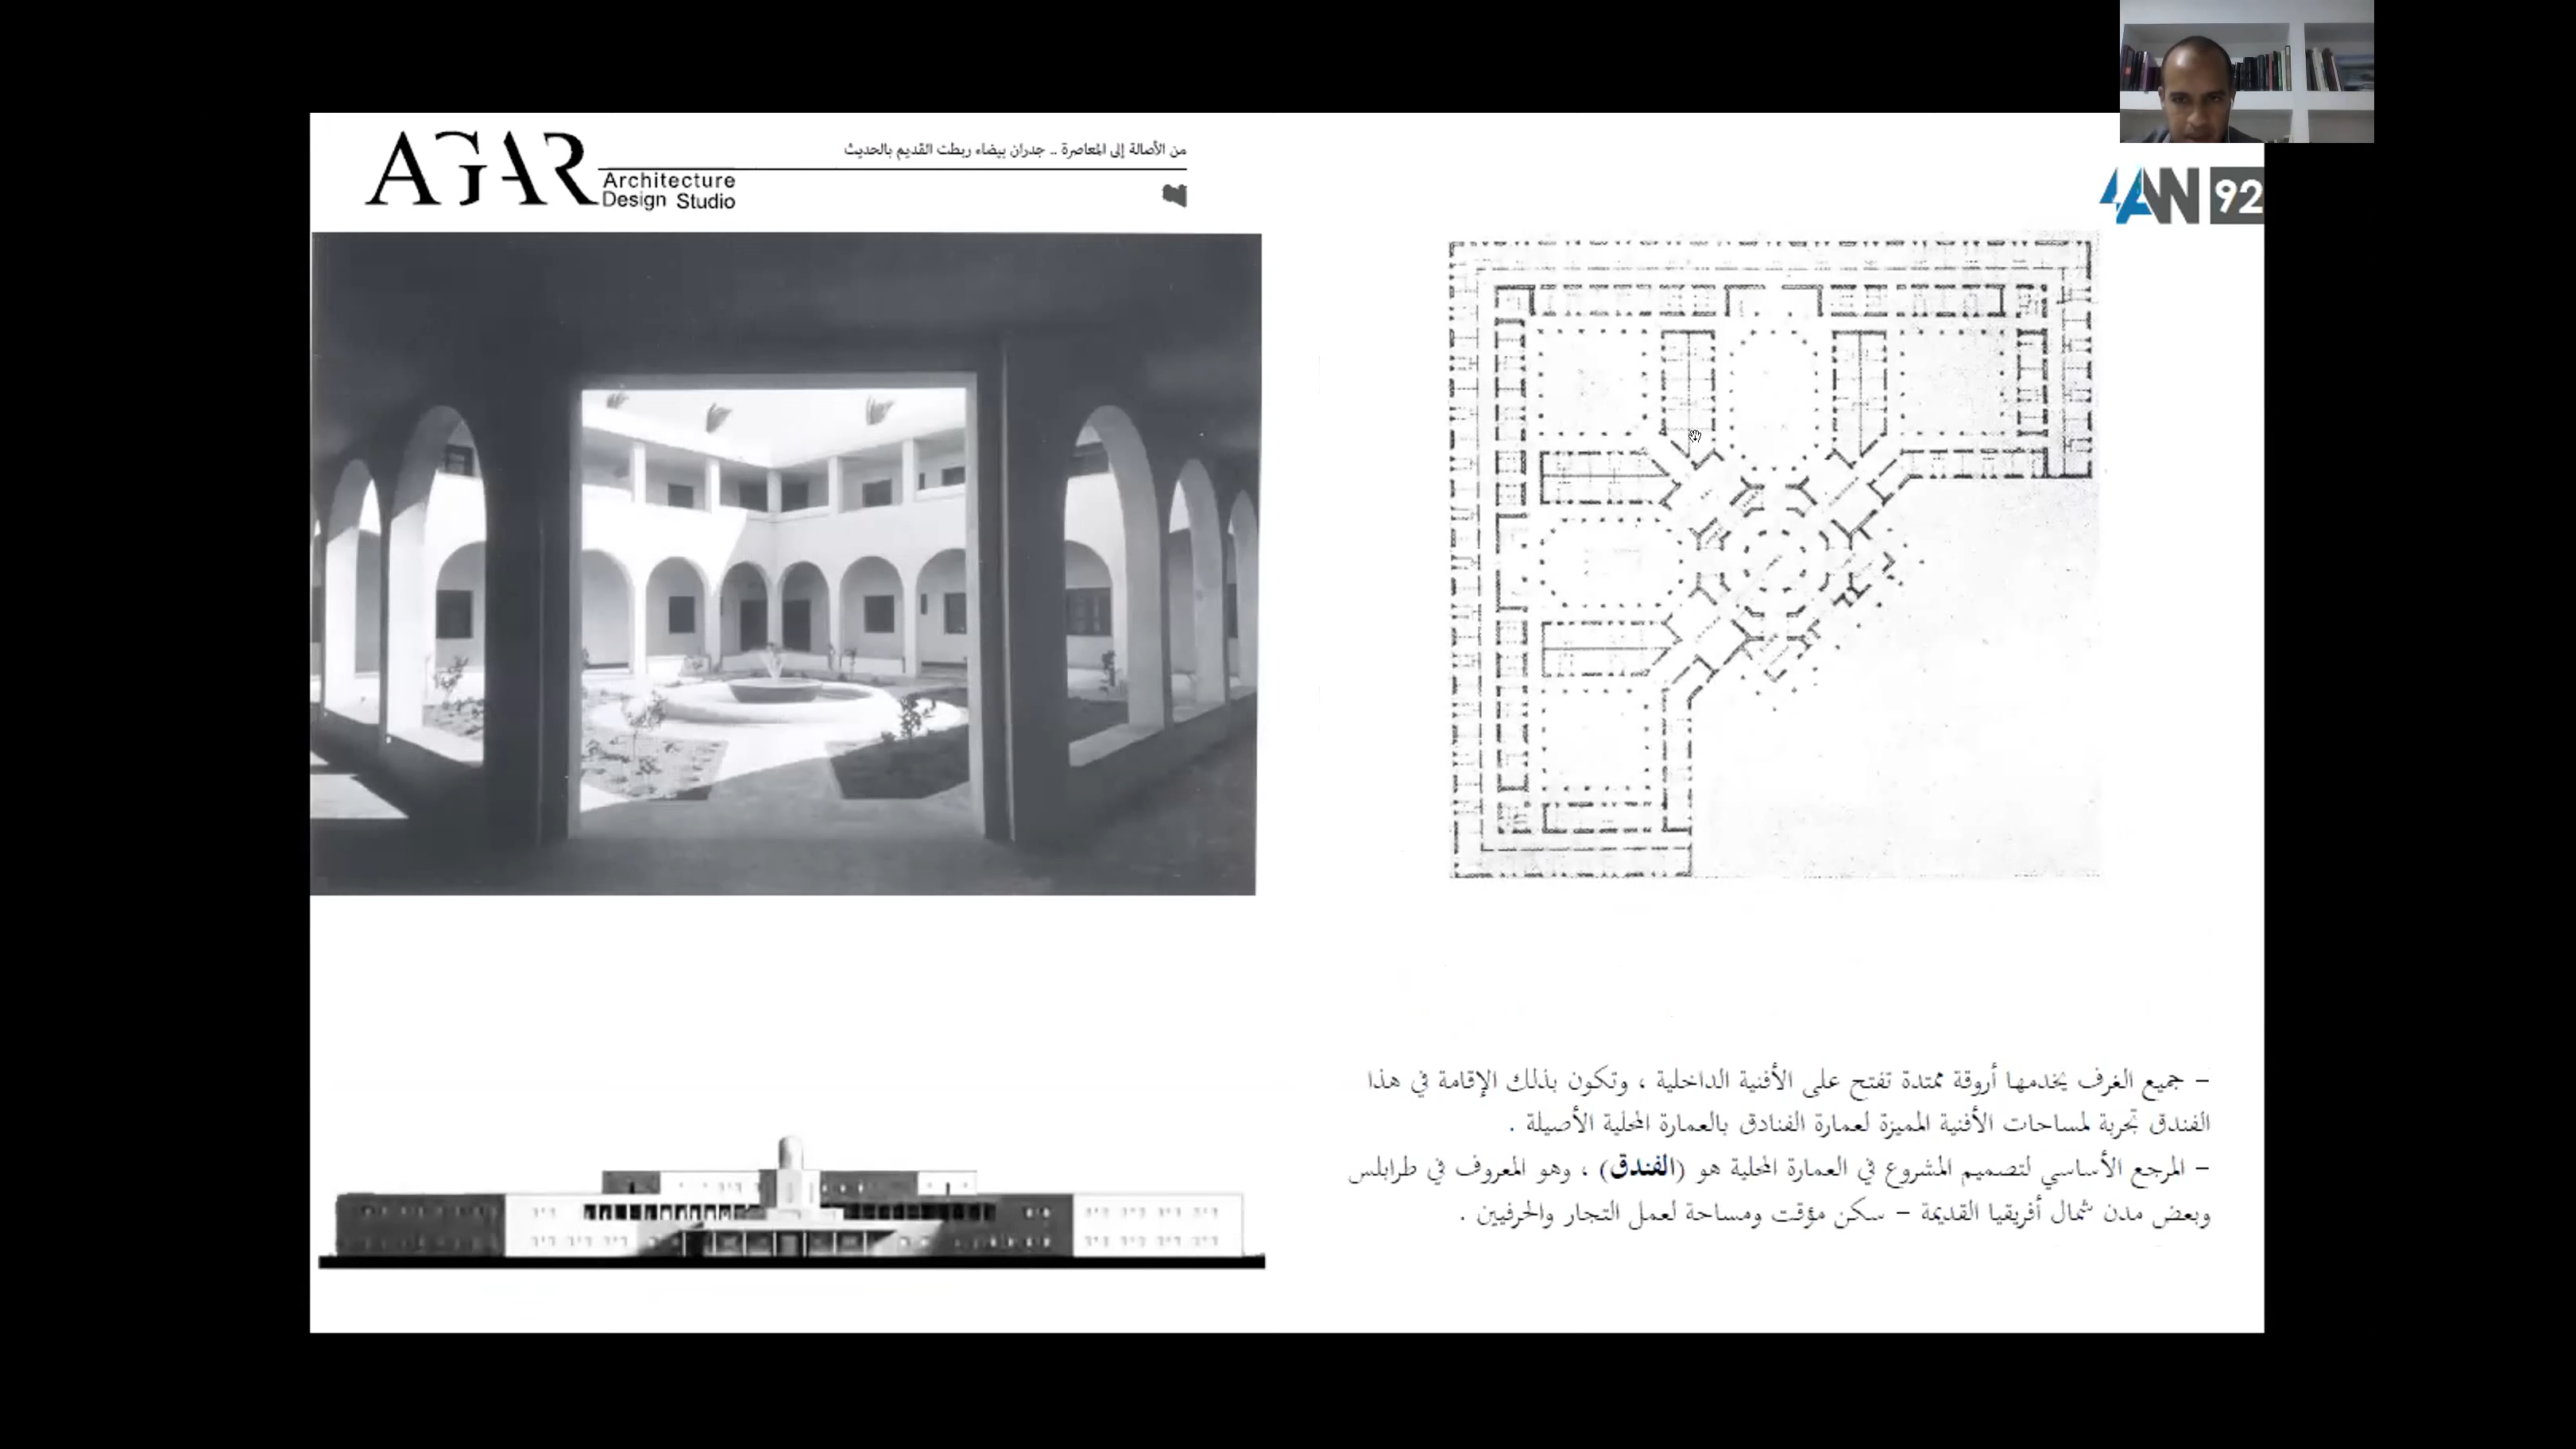 AGAR
Architecture
Design Studio
من الأصالة إلى المعاصرة .. جدران بيضاء ربطت القديم بالحديث
92
– جميع الغرف يخدمها أروقة ممتدة تفتح على الأفنية الداخلية ، وتكون بذلك الإقامة في هذا
الفندق تجربة لمساحات الأفنية المميزة لعمارة الفنادق بالعمارة المحلية الأصيلة .
– المرجع الأساسي لتصميم المشروع في العمارة المحلية هو (الفندق) ، وهو المعروف في طرابلس
وبعض مدن شمال أفريقيا القديمة – سكن مؤقت ومساحة لعمل التجار والحرفيين .